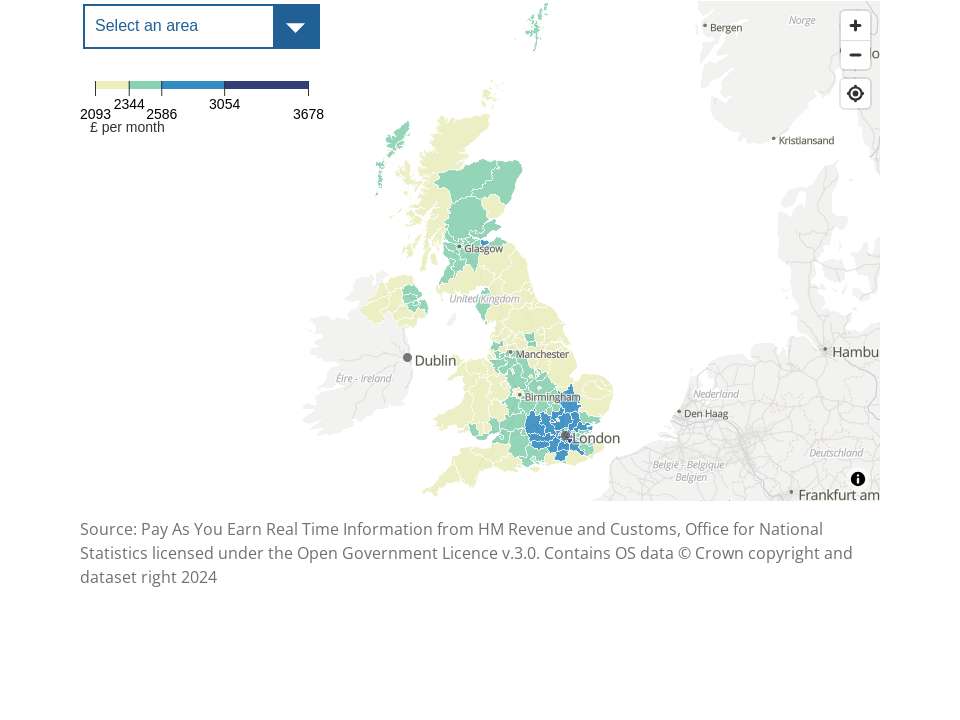 Select an area
2093
2344
2586
3054
3678
£ per month
Bergen
Norge
Kristiansand
Glasgow
United Kingdom
Manchester
Dublin
Éire - Ireland
Birmingham
London
Hambu
Nederland
Den Haag
België - Belgique
Belgien
Deutschland
Frankfurt am
Source: Pay As You Earn Real Time Information from HM Revenue and Customs, Office for National
Statistics licensed under the Open Government Licence v.3.0. Contains OS data © Crown copyright and
dataset right 2024